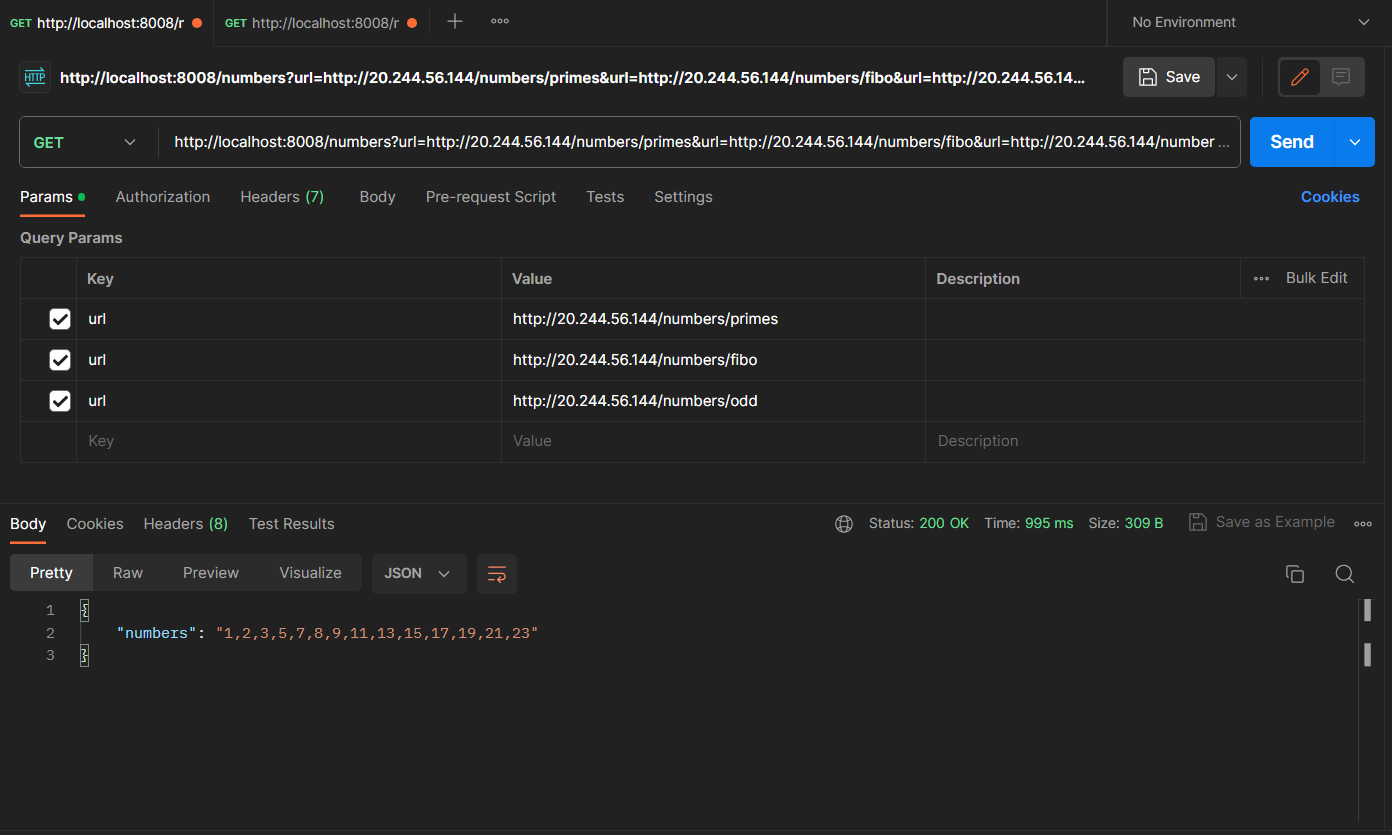 GET http://localhost:8008/r GET http://localhost:8008/r No Environment
HTTP http://localhost:8008/numbers?url=http://20.244.56.144/numbers/primes&url=http://20.244.56.144/numbers/fibo&url=http://20.244.56.14... Save
GET http://localhost:8008/numbers?url=http://20.244.56.144/numbers/primes&url=http://20.244.56.144/numbers/fibo&url=http://20.244.56.144/number ... Send
Params Authorization Headers (7) Body Pre-request Script Tests Settings Cookies
Query Params
Key Value Description Bulk Edit
url http://20.244.56.144/numbers/primes
url http://20.244.56.144/numbers/fibo
url http://20.244.56.144/numbers/odd
Key Value Description
Body Cookies Headers (8) Test Results Status: 200 OK Time: 995 ms Size: 309 B Save as Example
Pretty Raw Preview Visualize JSON
1 {
2 "numbers": "1,2,3,5,7,8,9,11,13,15,17,19,21,23"
3 }